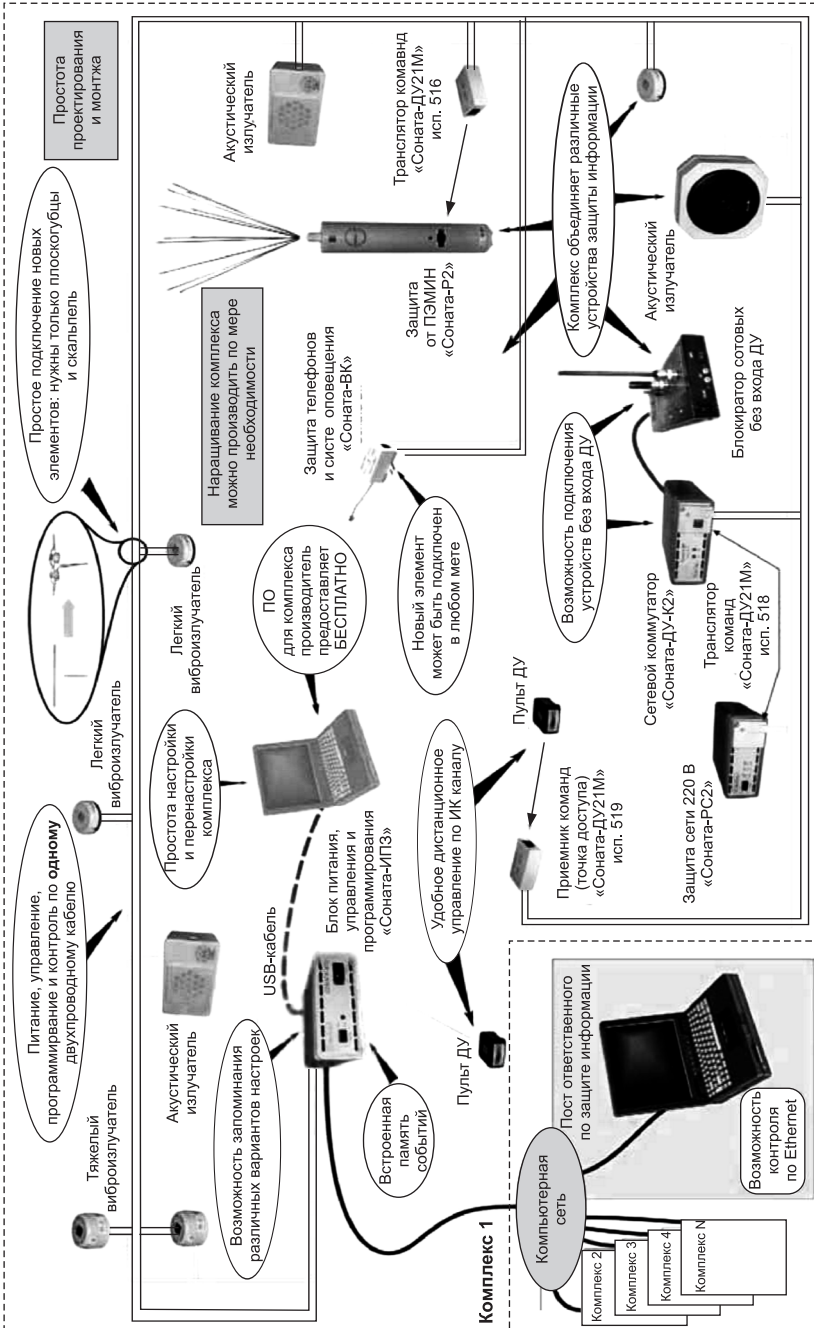 Питание, управление,
программирвание и контроль по одному
двухпроводному кабелю
Простое подключение новых
элементов: нужны только плоскогубцы
и скальпель
Простота
проектирования
и монтжа
Тяжелый
виброизлучатель
Легкий
виброизлучатель
Легкий
виброизлучатель
Акустический
излучатель
Простота настройки
и перенастройки
комплекса
ПО
для комплекса
производитель
предоставляет
БЕСПЛАТНО
Наращивание комплекса
можно производить по мере
необходимости
Акустический
излучатель
Возможность запоминания
различных вариантов настроек
USB-кабель
Блок питания,
управления и
программирования
«Соната-ИП3»
Защита телефонов
и систе оповещения
«Соната-ВК»
Защита
от ПЭМИН
«Соната-Р2»
Транслятор комавнд
«Соната-ДУ21М»
исп. 516
Встроенная
память
событий
Новый элемент
может быть подключен
в любом мете
Удобное дистанционное
управление по ИК каналу
Пульт ДУ
Пульт ДУ
Возможность подключения
устройств без входа ДУ
Комплекс объединяет различные
устройства защиты информации
Приемник команд
(точка доступа)
«Соната-ДУ21М»
исп. 519
Сетевой коммутатор
«Соната-ДУ-К2»
Блокиратор сотовых
без входа ДУ
Акустический
излучатель
Транслятор
команд
«Соната-ДУ21М»
исп. 518
Защита сети 220 В
«Соната-РС2»
Комплекс 1
Компьютерная
сеть
Пост ответственного
по защите информации
Возможность
контроля
по Ethernet
Комплекс 2
Комплекс 3
Комплекс 4
Комплекс N